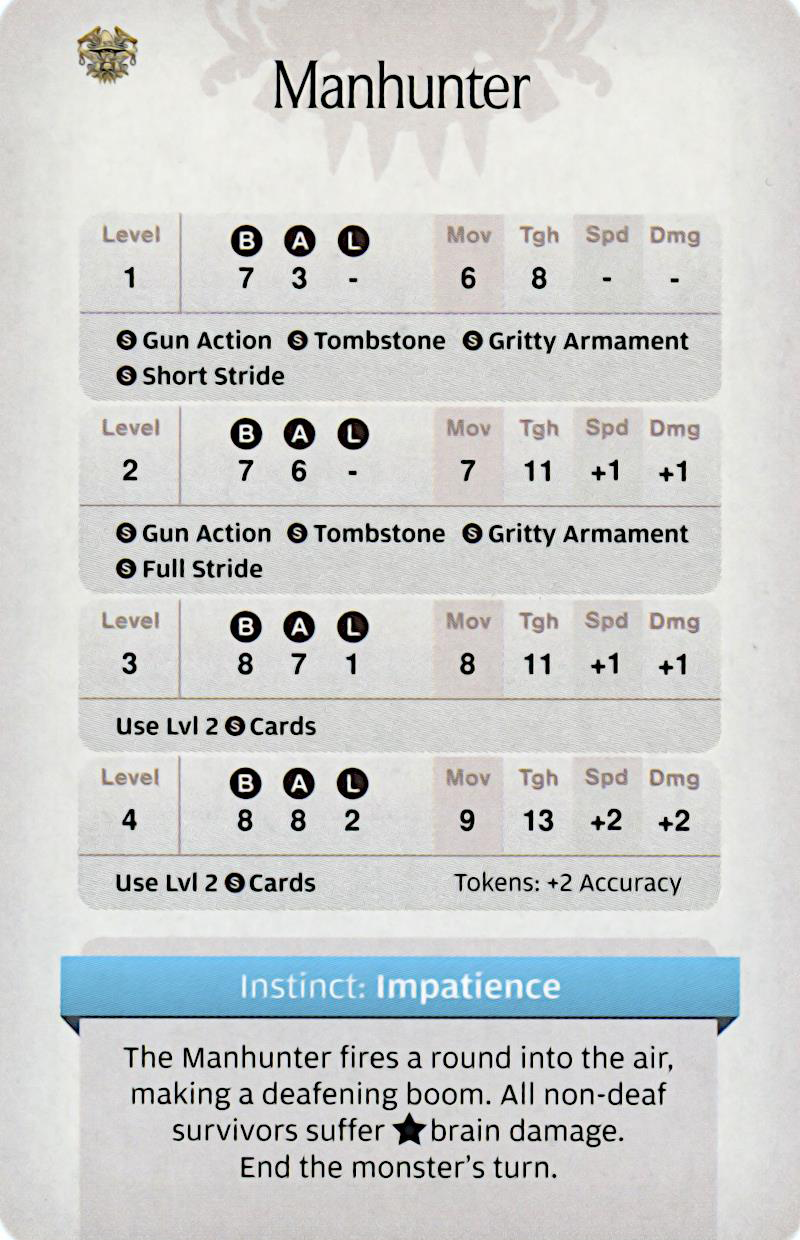 Manhunter
Level B A L Mov Tgh Spd Dmg
1 7 3 - 6 8 - -
S Gun Action S Tombstone S Gritty Armament
S Short Stride
Level B A L Mov Tgh Spd Dmg
2 7 6 - 7 11 +1 +1
S Gun Action S Tombstone S Gritty Armament
S Full Stride
Level B A L Mov Tgh Spd Dmg
3 8 7 1 8 11 +1 +1
Use Lvl 2 S Cards
Level B A L Mov Tgh Spd Dmg
4 8 8 2 9 13 +2 +2
Use Lvl 2 S Cards Tokens: +2 Accuracy
Instinct: Impatience
The Manhunter fires a round into the air,
making a deafening boom. All non-deaf
survivors suffer ★ brain damage.
End the monster's turn.